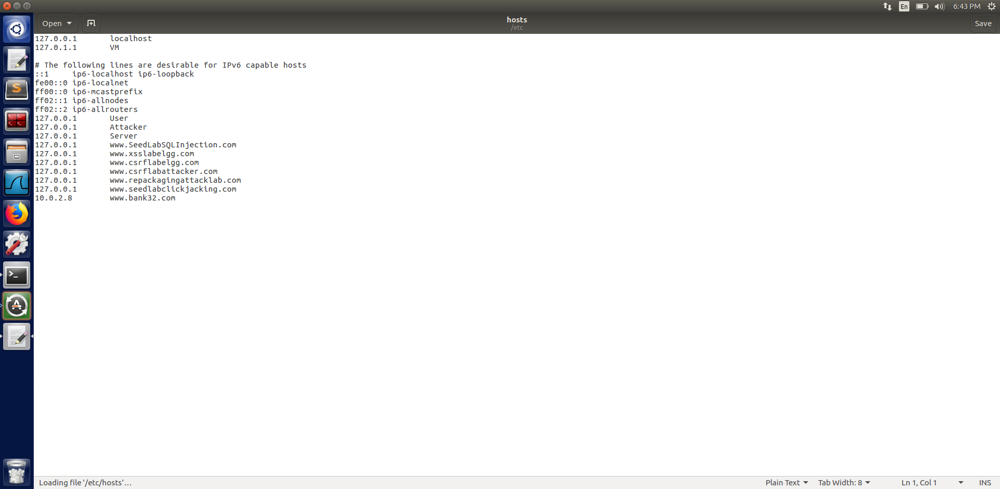 En 6:43 PM
Open hosts Save
/etc
127.0.0.1 localhost
127.0.1.1 VM
# The following lines are desirable for IPv6 capable hosts
::1 ip6-localhost ip6-loopback
fe00::0 ip6-localnet
ff00::0 ip6-mcastprefix
ff02::1 ip6-allnodes
ff02::2 ip6-allrouters
127.0.0.1 User
127.0.0.1 Attacker
127.0.0.1 Server
127.0.0.1 www.SeedLabSQLInjection.com
127.0.0.1 www.xsslabelgg.com
127.0.0.1 www.csrflabelgg.com
127.0.0.1 www.csrflabattacker.com
127.0.0.1 www.repackagingattacklab.com
127.0.0.1 www.seedlabclickjacking.com
10.0.2.8 www.bank32.com
Loading file '/etc/hosts'… Plain Text Tab Width: 8 Ln 1, Col 1 INS